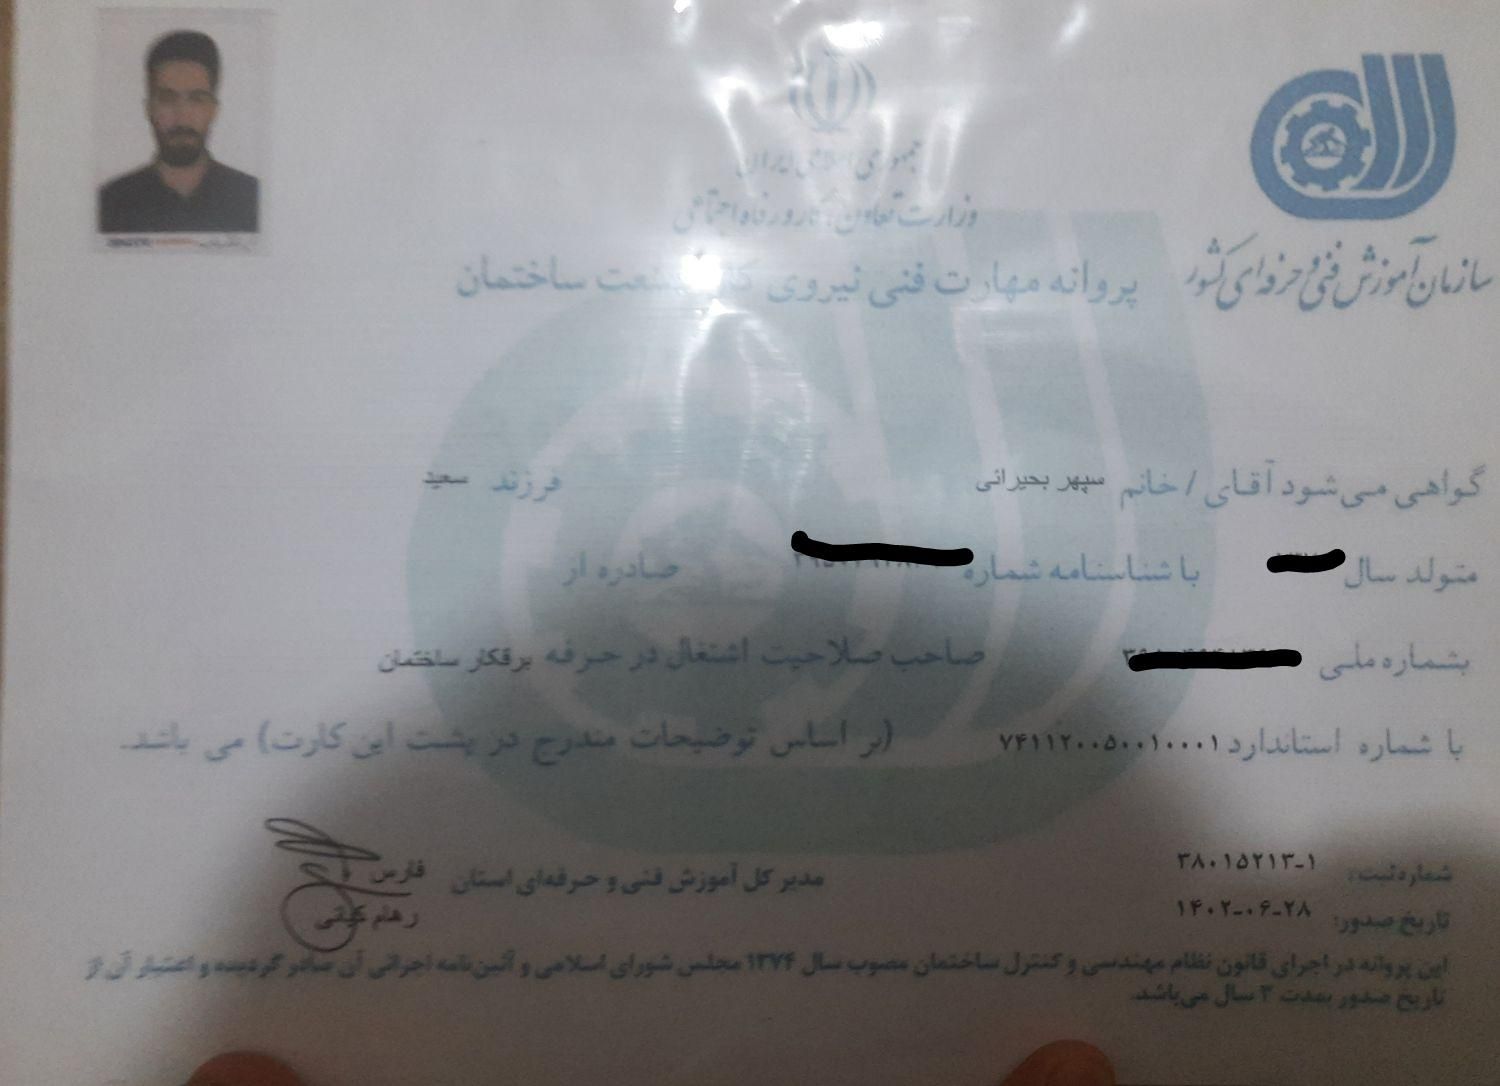 جمهوری اسلامی ایران
وزارت تعاون، کار و رفاه اجتماعی
سازمان آموزش فنی و حرفه‌ای کشور
پروانه مهارت فنی نیروی کار صنعت ساختمان
گواهی می‌شود آقای / خانم سپهر بحیرائی فرزند سعید
متولد سال با شناسنامه شماره صادره از
بشماره ملی صاحب صلاحیت اشتغال در حرفه برقکار ساختمان
با شماره استاندارد ۷۴۱۱۲۰۰۵۰۰۱۰۰۰۱ (بر اساس توضیحات مندرج در پشت این کارت) می باشد.
شماره ثبت: ۳۸۰۱۵۲۱۳-۱
تاریخ صدور: ۱۴۰۲-۰۶-۲۸
مدیر کل آموزش فنی و حرفه‌ای استان فارس
رهام کیانی
این پروانه در اجرای قانون نظام مهندسی و کنترل ساختمان مصوب سال ۱۳۷۴ مجلس شورای اسلامی و آئین‌نامه اجرائی آن صادر گردیده و اعتبار آن از
تاریخ صدور بمدت ۲ سال می‌باشد.